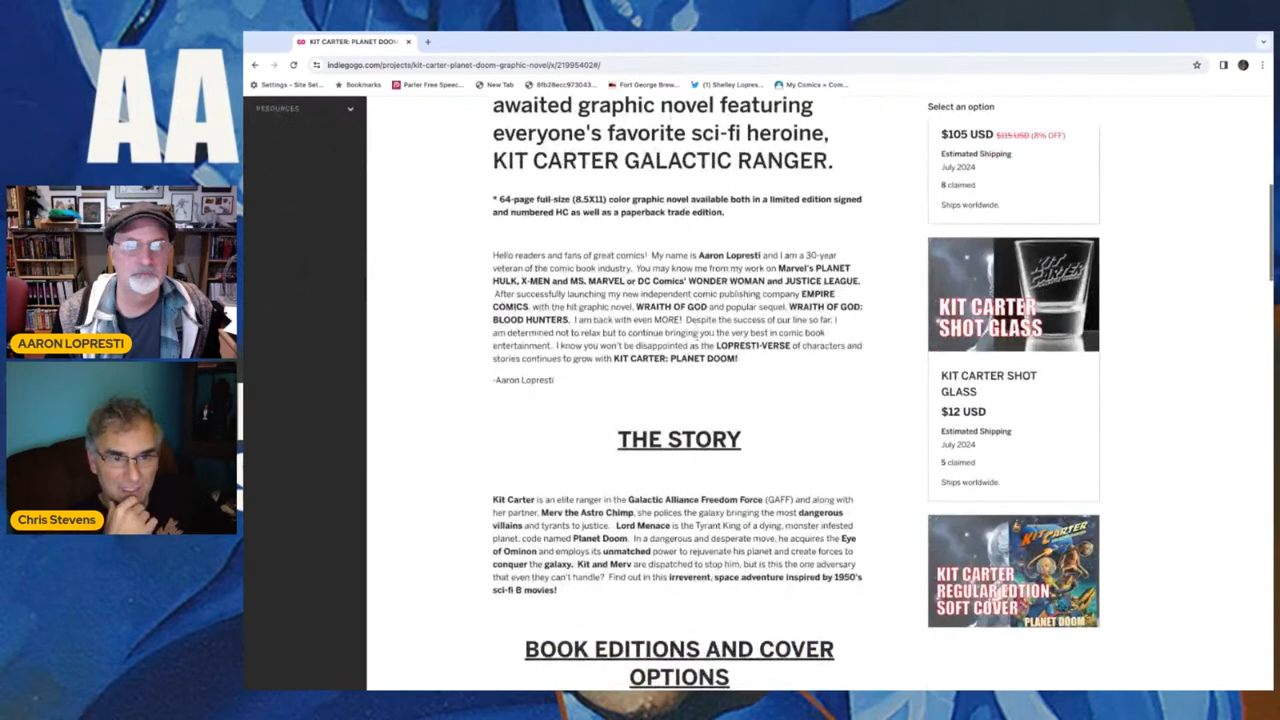 AA
AARON LOPRESTI
Chris Stevens
KIT CARTER: PLANET DOOM
indiegogo.com/projects/kit-carter-planet-doom-graphic-novel/x/21995402#/
Settings – Site Set...
Bookmarks
Parler Free Speec...
New Tab
8fb28ecc973043...
Fort George Brew...
(1) Shelley Lopres...
My Comics » Com...
RESOURCES
awaited graphic novel featuring
everyone's favorite sci-fi heroine,
KIT CARTER GALACTIC RANGER.
* 64-page full-size (8.5X11) color graphic novel available both in a limited edition signed
and numbered HC as well as a paperback trade edition.
Hello readers and fans of great comics! My name is Aaron Lopresti and I am a 30-year
veteran of the comic book industry. You may know me from my work on Marvel's PLANET
HULK, X-MEN and MS. MARVEL or DC Comics' WONDER WOMAN and JUSTICE LEAGUE.
After successfully launching my new independent comic publishing company EMPIRE
COMICS, with the hit graphic novel, WRAITH OF GOD and popular sequel, WRAITH OF GOD:
BLOOD HUNTERS, I am back with even MORE! Despite the success of our line so far, I
am determined not to relax but to continue bringing you the very best in comic book
entertainment. I know you won't be disappointed as the LOPRESTI-VERSE of characters and
stories continues to grow with KIT CARTER: PLANET DOOM!
-Aaron Lopresti
THE STORY
Kit Carter is an elite ranger in the Galactic Alliance Freedom Force (GAFF) and along with
her partner, Merv the Astro Chimp, she polices the galaxy bringing the most dangerous
villains and tyrants to justice. Lord Menace is the Tyrant King of a dying, monster infested
planet, code named Planet Doom. In a dangerous and desperate move, he acquires the Eye
of Ominon and employs its unmatched power to rejuvenate his planet and create forces to
conquer the galaxy. Kit and Merv are dispatched to stop him, but is this the one adversary
that even they can't handle? Find out in this irreverent, space adventure inspired by 1950's
sci-fi B movies!
BOOK EDITIONS AND COVER
OPTIONS
Select an option
$105 USD $115 USD (8% OFF)
Estimated Shipping
July 2024
8 claimed
Ships worldwide.
KIT CARTER
SHOT GLASS
KIT CARTER SHOT
GLASS
$12 USD
Estimated Shipping
July 2024
5 claimed
Ships worldwide.
KIT CARTER
KIT CARTER
REGULAR EDTION
SOFT COVER
PLANET DOOM